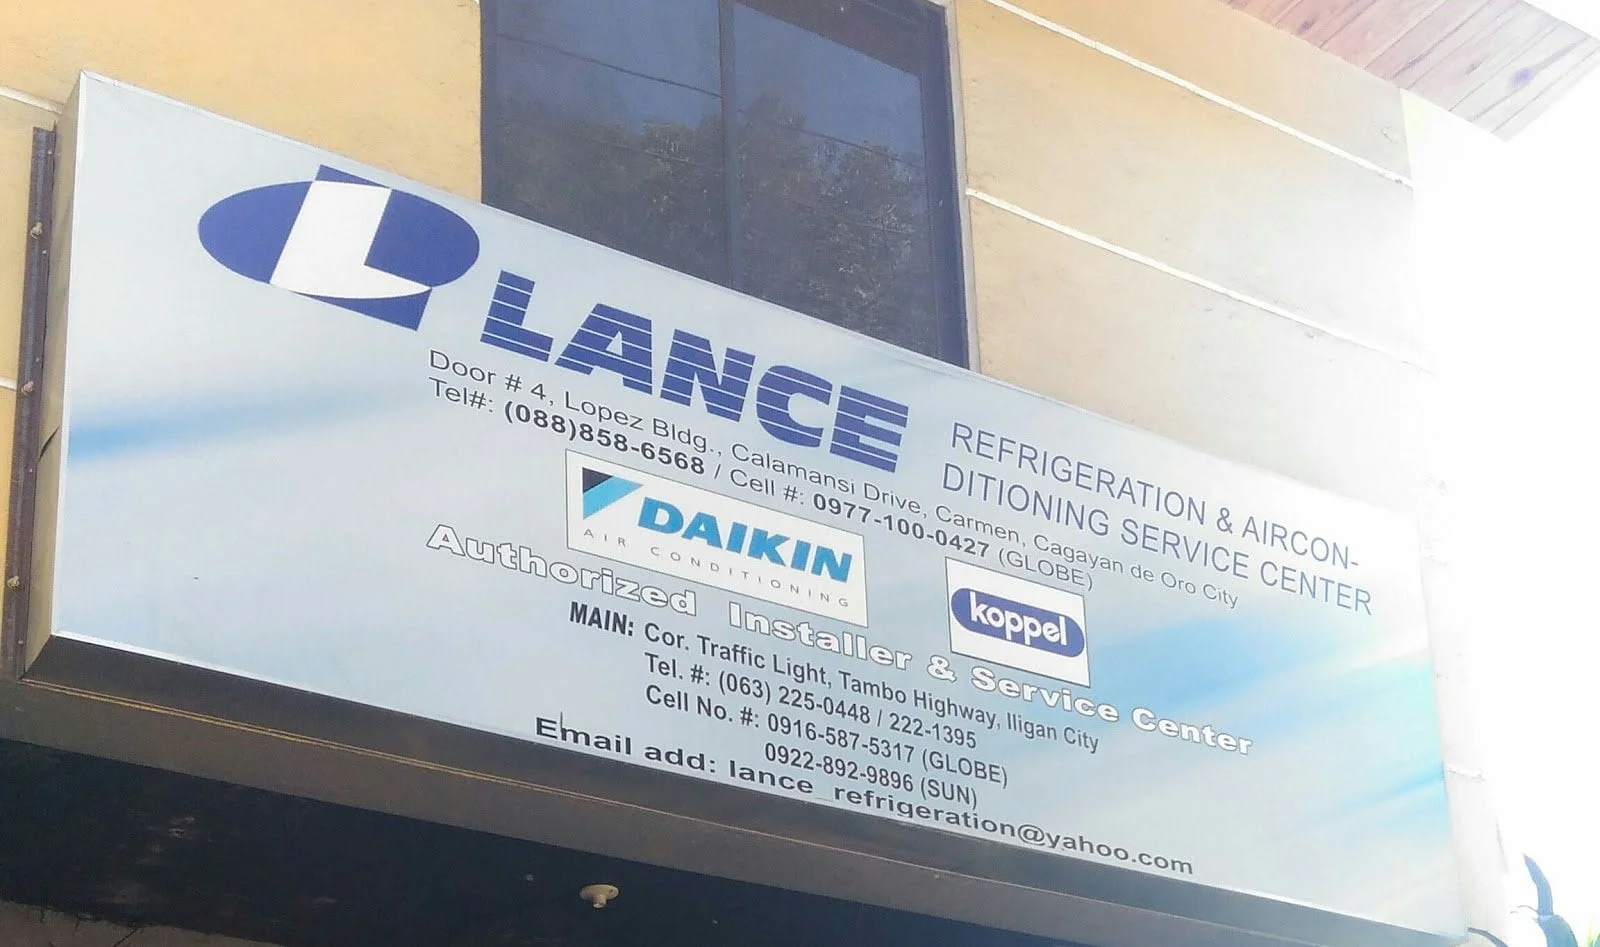 L LANCE
REFRIGERATION & AIRCON-
DITIONING SERVICE CENTER
Door # 4, Lopez Bldg., Calamansi Drive, Carmen, Cagayan de Oro City
Tel#: (088)858-6568 / Cell #: 0977-100-0427 (GLOBE)
DAIKIN
AIR CONDITIONING
koppel
Authorized Installer & Service Center
MAIN: Cor. Traffic Light, Tambo Highway, Iligan City
Tel. #: (063) 225-0448 / 222-1395
Cell No. #: 0916-587-5317 (GLOBE)
0922-892-9896 (SUN)
Email add: lance_refrigeration@yahoo.com